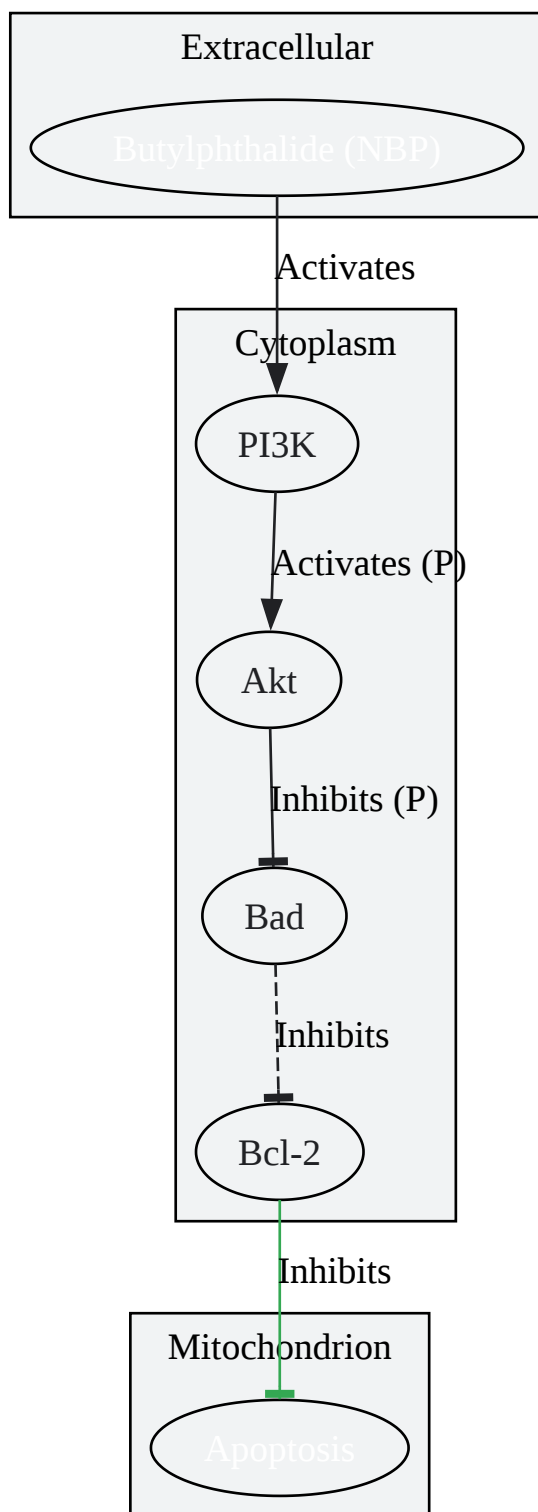 Extracellular
Butylphthalide (NBP)
Activates
Cytoplasm
PI3K
Activates (P)
Akt
Inhibits (P)
Bad
Inhibits
Bcl-2
Inhibits
Mitochondrion
Apoptosis